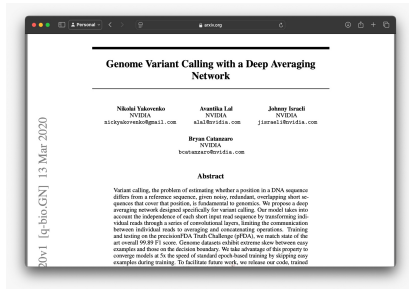 Personal
arxiv.org
Genome Variant Calling with a Deep Averaging
Network
Nikolai Yakovenko
NVIDIA
nickyakovenko@gmail.com
Avantika Lal
NVIDIA
alal@nvidia.com
Johnny Israeli
NVIDIA
jisraeli@nvidia.com
Bryan Catanzaro
NVIDIA
bcatanzaro@nvidia.com
Abstract
Variant calling, the problem of estimating whether a position in a DNA sequence
differs from a reference sequence, given noisy, redundant, overlapping short se-
quences that cover that position, is fundamental to genomics. We propose a deep
averaging network designed specifically for variant calling. Our model takes into
account the independence of each short input read sequence by transforming indi-
vidual reads through a series of convolutional layers, limiting the communication
between individual reads to averaging and concatenating operations. Training
and testing on the precisionFDA Truth Challenge (pFDA), we match state of the
art overall 99.89 F1 score. Genome datasets exhibit extreme skew between easy
examples and those on the decision boundary. We take advantage of this property to
converge models at 5x the speed of standard epoch-based training by skipping easy
examples during training. To facilitate future work, we release our code, trained
20v1 [q-bio.GN] 13 Mar 2020